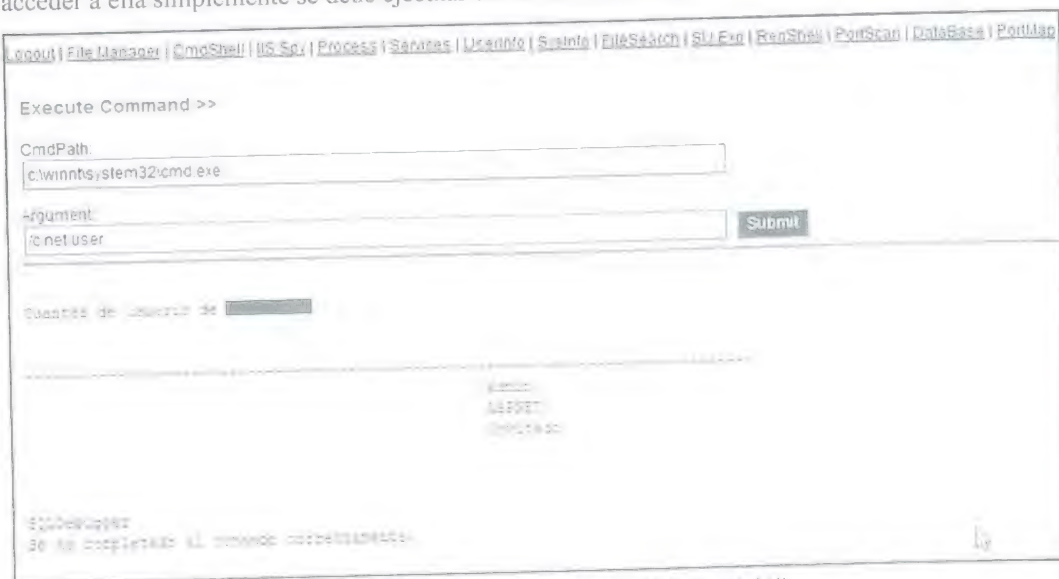 acceder a ella simplemente se debe ejecutar
Logout | File Manager | CmdShell | IIS Spy | Process | Services | UserInfo | SysInfo | FileSearch | SU Exp | RegShell | PortScan | DataBase | PortMap
Execute Command >>
CmdPath:
c:\winnt\system32\cmd.exe
Argument:
/c net user
Submit
Cuentas de usuario de
Admin
ASPNET
Invitado
SQLDebugger
Se ha completado el comando correctamente.